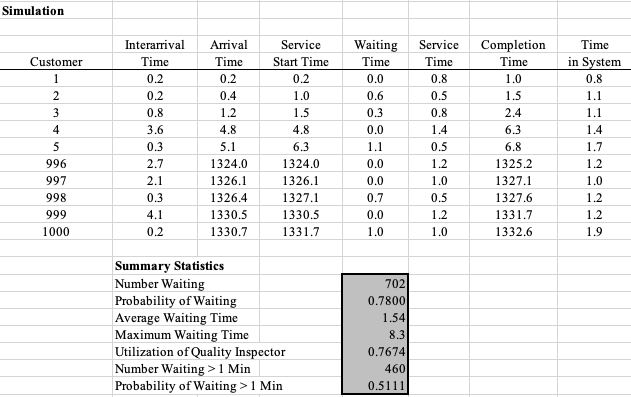 Simulation
Interarrival Arrival Service Waiting Service Completion Time
Customer Time Time Start Time Time Time Time in System
1 0.2 0.2 0.2 0.0 0.8 1.0 0.8
2 0.2 0.4 1.0 0.6 0.5 1.5 1.1
3 0.8 1.2 1.5 0.3 0.8 2.4 1.1
4 3.6 4.8 4.8 0.0 1.4 6.3 1.4
5 0.3 5.1 6.3 1.1 0.5 6.8 1.7
996 2.7 1324.0 1324.0 0.0 1.2 1325.2 1.2
997 2.1 1326.1 1326.1 0.0 1.0 1327.1 1.0
998 0.3 1326.4 1327.1 0.7 0.5 1327.6 1.2
999 4.1 1330.5 1330.5 0.0 1.2 1331.7 1.2
1000 0.2 1330.7 1331.7 1.0 1.0 1332.6 1.9
Summary Statistics
Number Waiting 702
Probability of Waiting 0.7800
Average Waiting Time 1.54
Maximum Waiting Time 8.3
Utilization of Quality Inspector 0.7674
Number Waiting > 1 Min 460
Probability of Waiting > 1 Min 0.5111